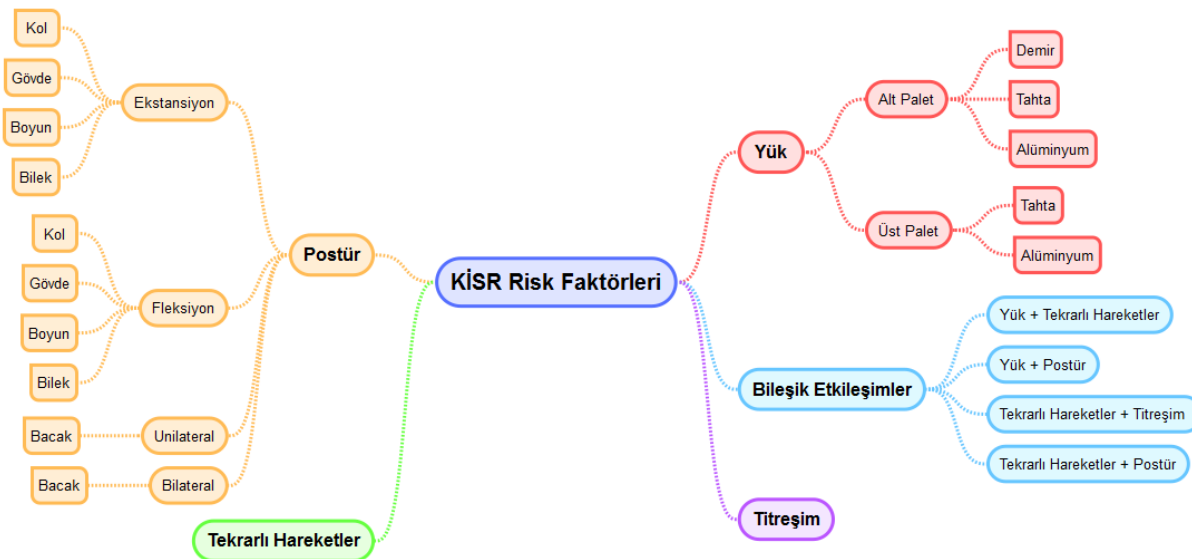 Kol
Gövde
Boyun
Bilek
Ekstansiyon
Kol
Gövde
Boyun
Bilek
Fleksiyon
Bacak
Unilateral
Bacak
Bilateral
Postür
Tekrarlı Hareketler
KİSR Risk Faktörleri
Yük
Alt Palet
Demir
Tahta
Alüminyum
Üst Palet
Tahta
Alüminyum
Bileşik Etkileşimler
Yük + Tekrarlı Hareketler
Yük + Postür
Tekrarlı Hareketler + Titreşim
Tekrarlı Hareketler + Postür
Titreşim